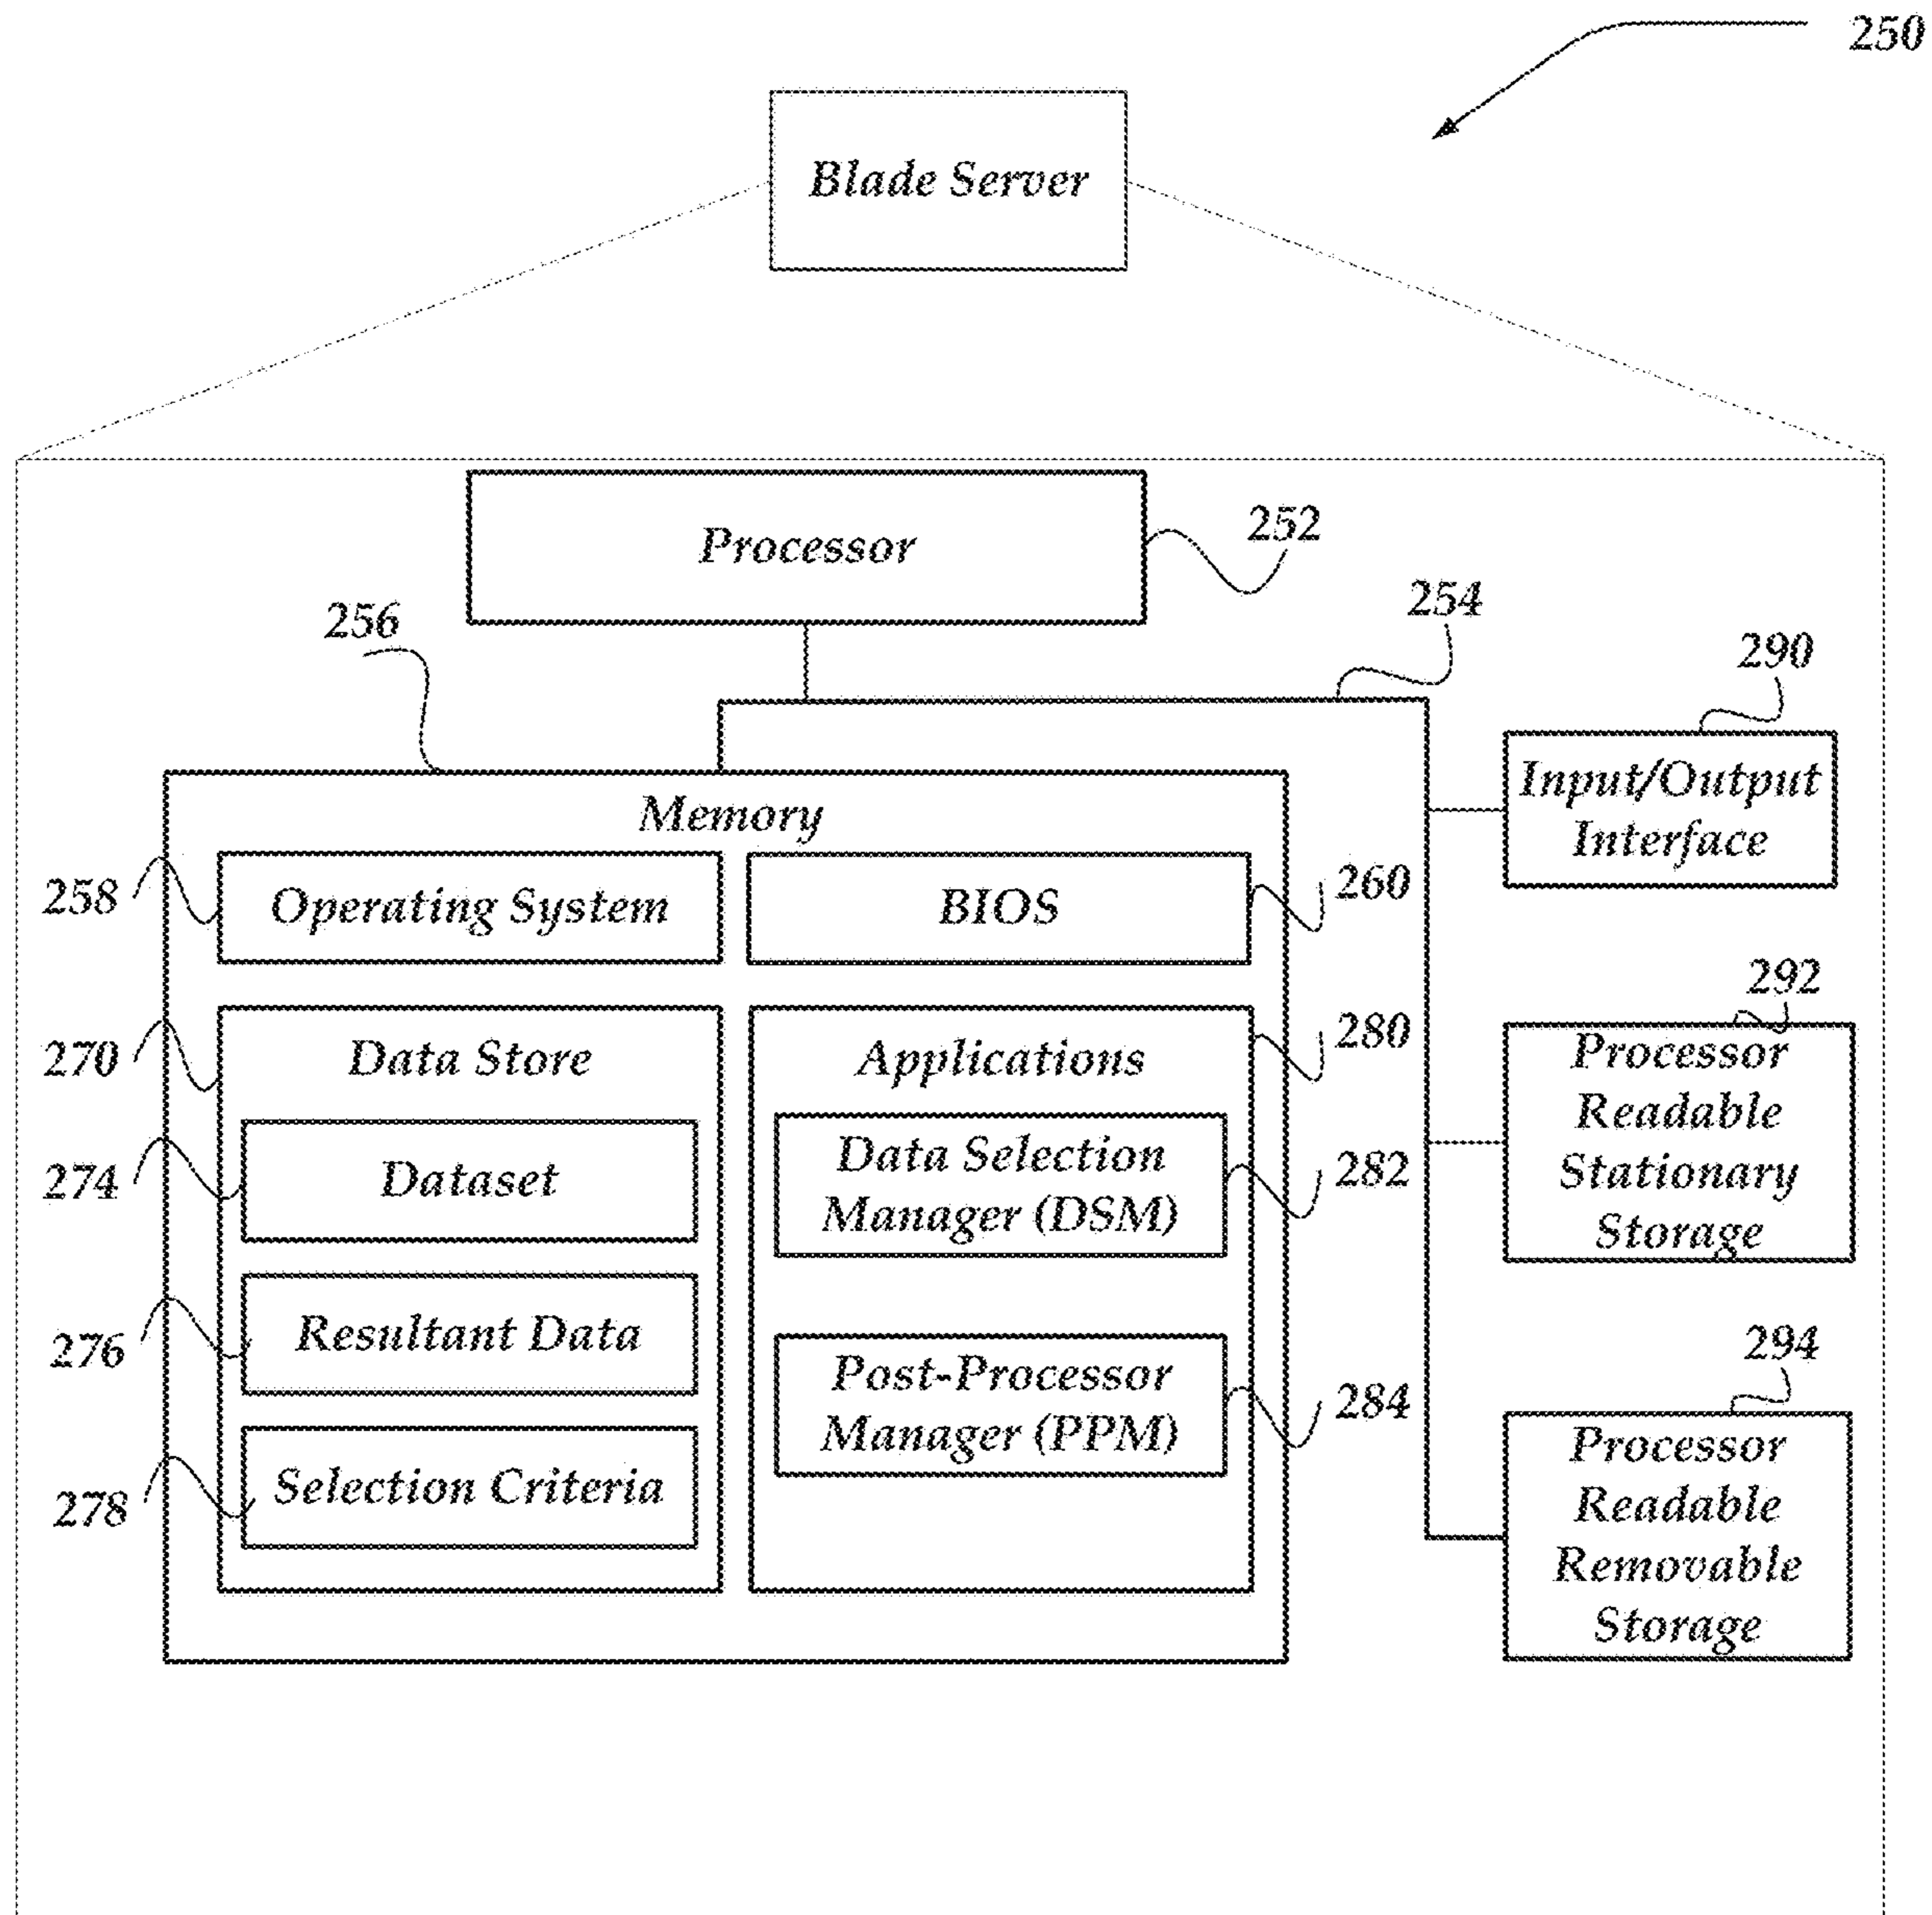 250
Blade Server
Processor
252
256
254
290
Input/Output
Interface
Memory
258
Operating System
BIOS
260
292
Processor
Readable
Stationary
Storage
270
Data Store
Applications
280
274
Dataset
Data Selection
Manager (DSM)
282
276
Resultant Data
Post-Processor
Manager (PPM)
284
278
Selection Criteria
294
Processor
Readable
Removable
Storage